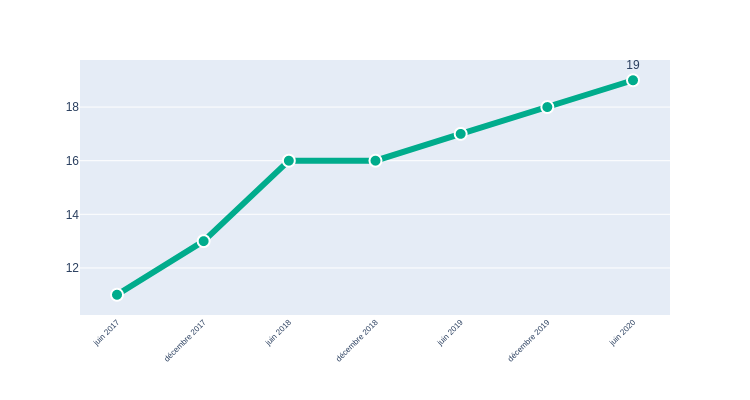 19
18
16
14
12
juin 2017
décembre 2017
juin 2018
décembre 2018
juin 2019
décembre 2019
juin 2020